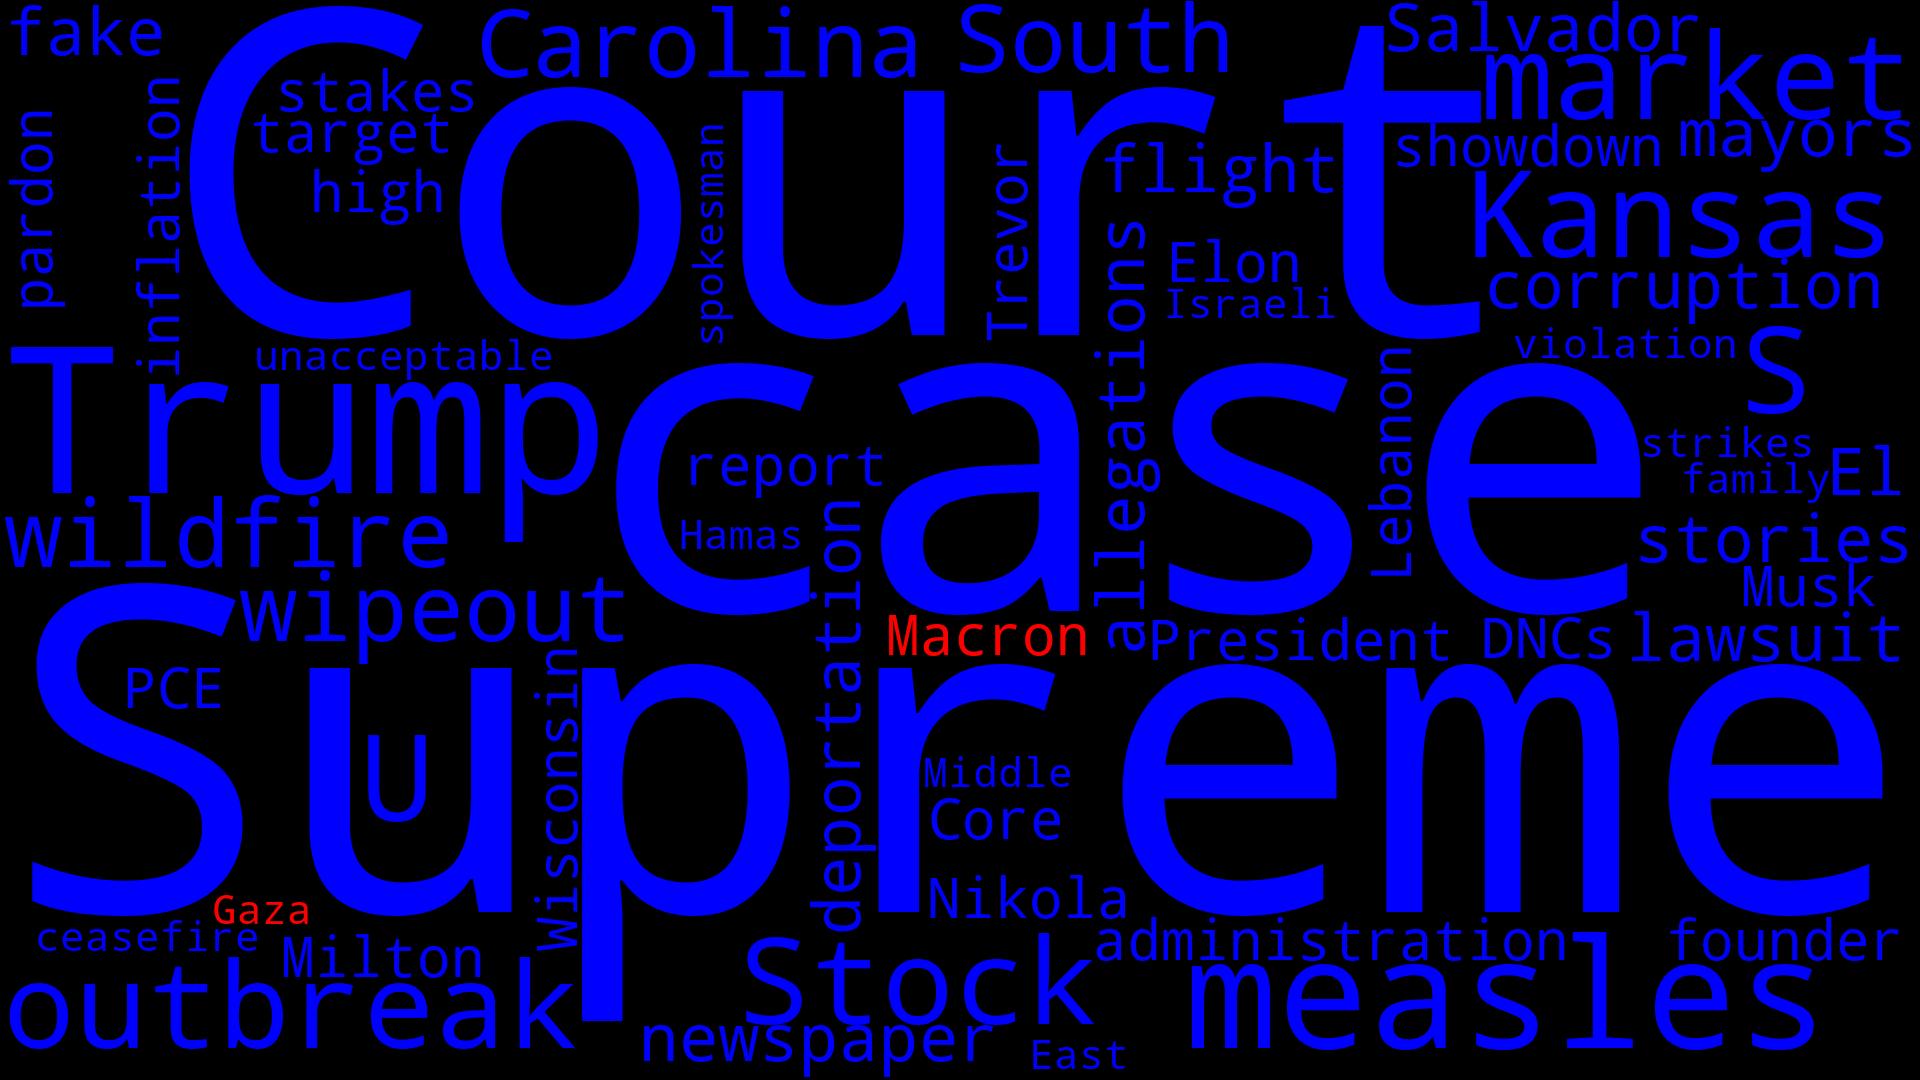 fake
Carolina
South
Salvador
market
stakes
target
high
pardon
inflation
Court
spokesman
Trevor
flight
showdown
mayors
Kansas
Elon
Israeli
corruption
allegations
unacceptable
violation
S
Trump
case
report
Hamas
Lebanon
strikes
family
El
wildfire
stories
Musk
wipeout
deportation
Macron
President
DNCs
lawsuit
Supreme
PCE
U
Wisconsin
Middle
Core
Nikola
Gaza
ceasefire
Milton
Stock
administration
founder
outbreak
measles
newspaper
East